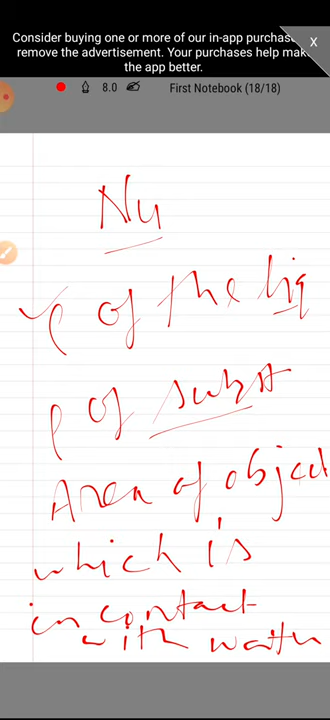 Consider buying one or more of our in-app purchas
remove the advertisement. Your purchases help mak
the app better.
X
8.0 First Notebook (18/18)
Nu
ρ of the liq
ρ of subst
Area of object
which is
in contact
with water